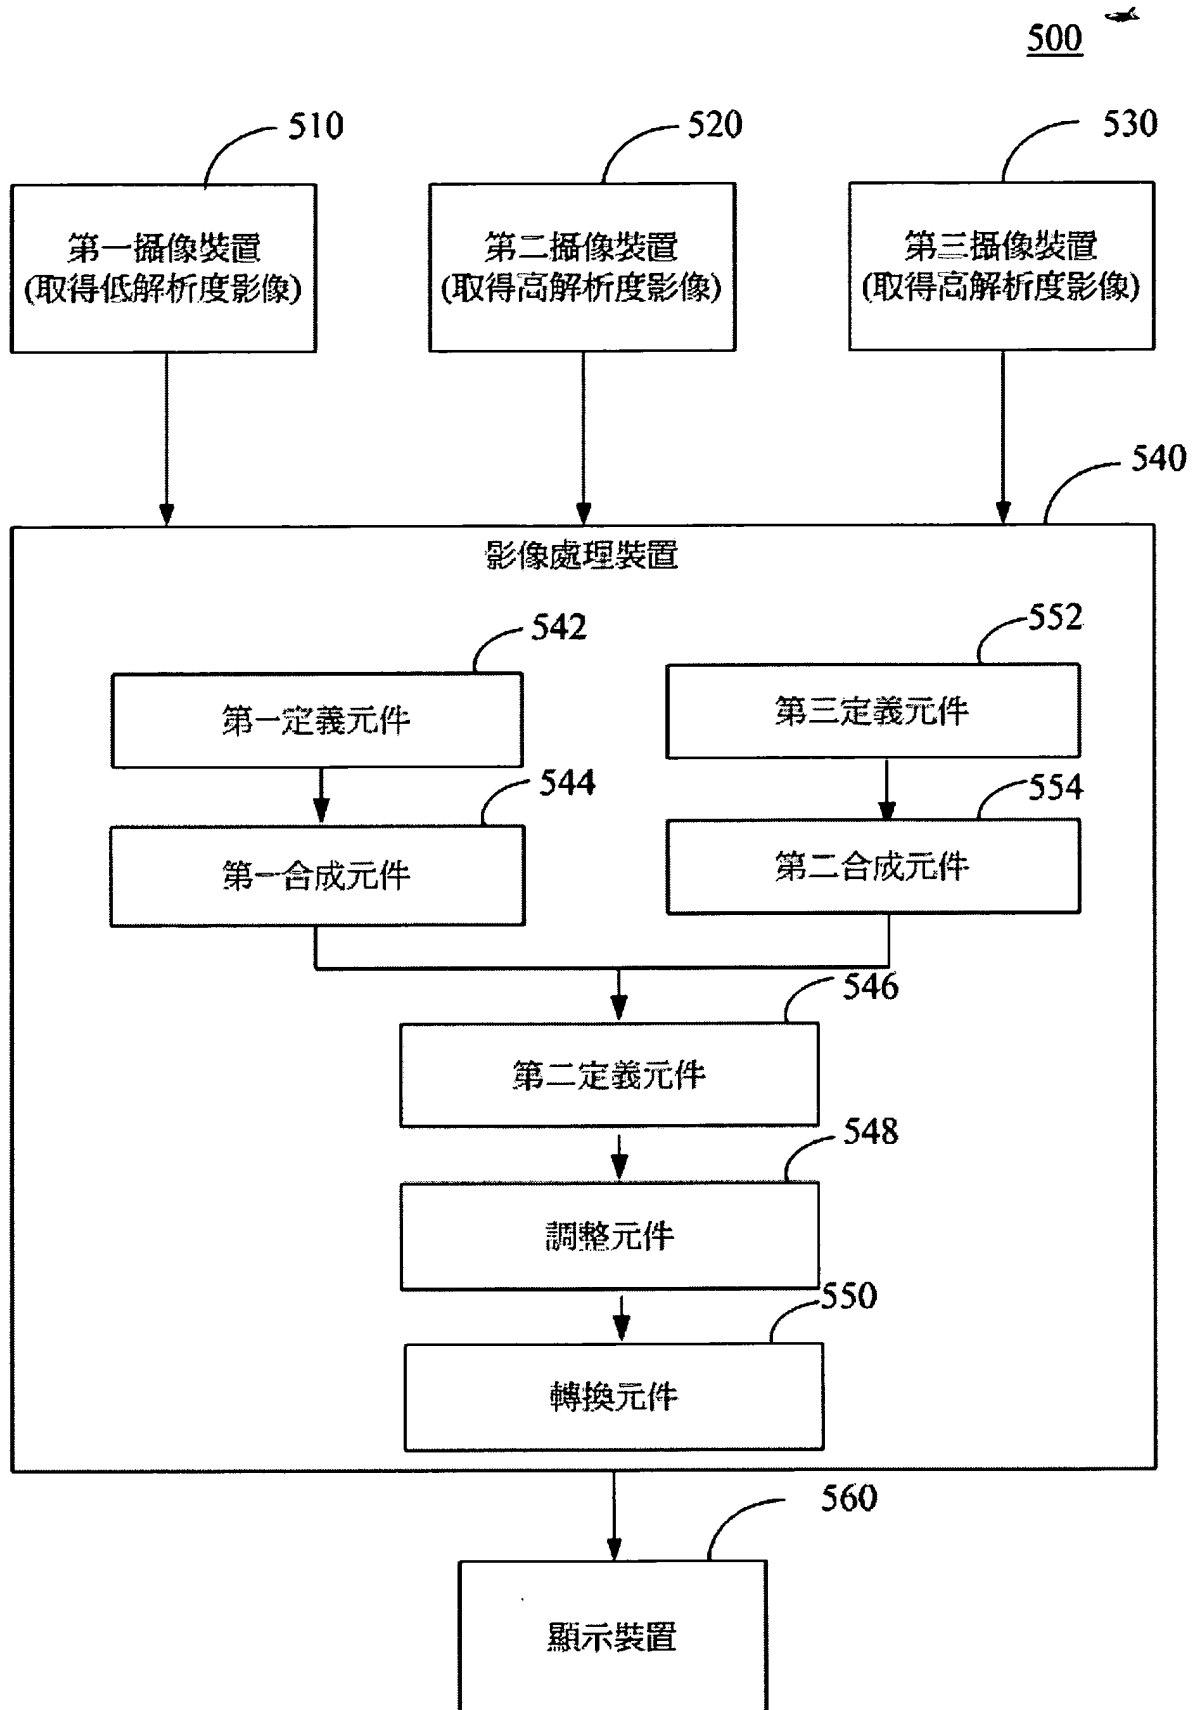 500
510
520
530
第一攝像裝置
(取得低解析度影像)
第二攝像裝置
(取得高解析度影像)
第三攝像裝置
(取得高解析度影像)
540
影像處理裝置
542
552
第一定義元件
第三定義元件
544
554
第一合成元件
第二合成元件
546
第二定義元件
548
調整元件
550
轉換元件
560
顯示裝置